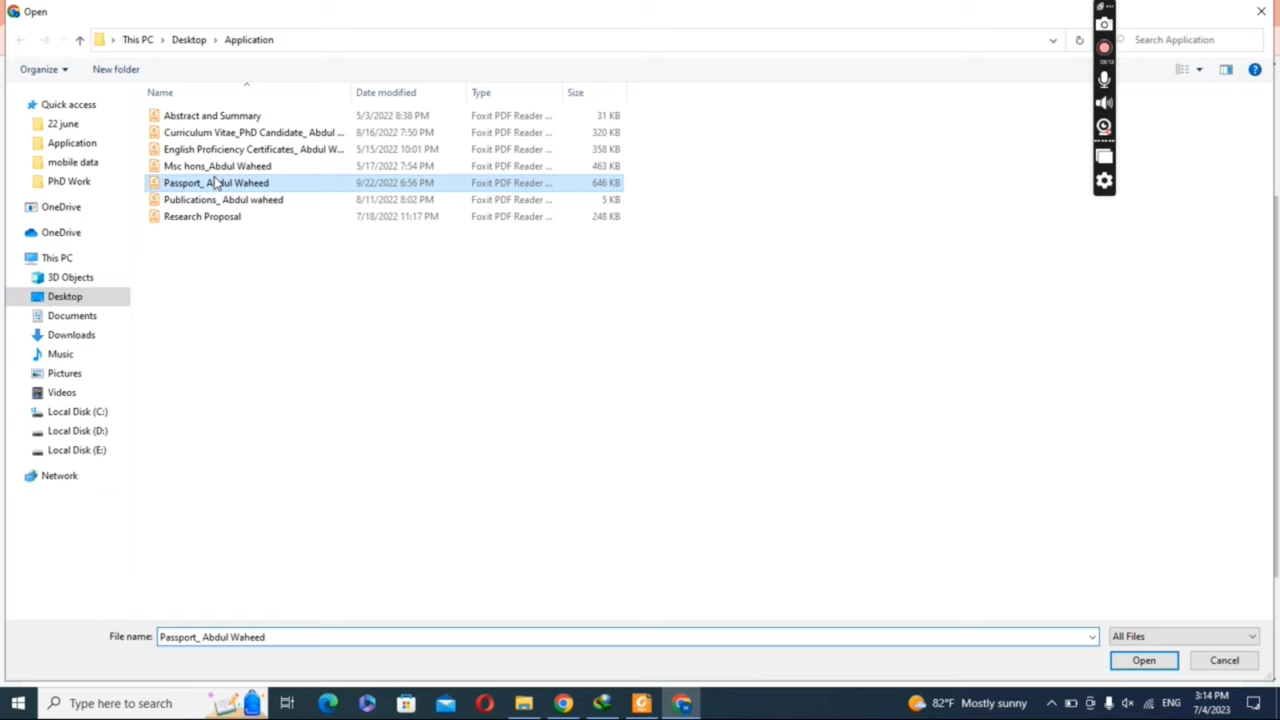 Open
This PC > Desktop > Application
Search Application
Organize
New folder
Name Date modified Type Size
Quick access
22 june
Application
mobile data
PhD Work
OneDrive
OneDrive
This PC
3D Objects
Desktop
Documents
Downloads
Music
Pictures
Videos
Local Disk (C:)
Local Disk (D:)
Local Disk (E:)
Network
Abstract and Summary 5/3/2022 8:38 PM Foxit PDF Reader ... 31 KB
Curriculum Vitae_PhD Candidate_ Abdul ... 8/16/2022 7:50 PM Foxit PDF Reader ... 320 KB
English Proficiency Certificates_ Abdul W... 5/15/2022 10:01 PM Foxit PDF Reader ... 358 KB
Msc hons_Abdul Waheed 5/17/2022 7:54 PM Foxit PDF Reader ... 463 KB
Passport_ Abdul Waheed 9/22/2022 6:56 PM Foxit PDF Reader ... 646 KB
Publications_ Abdul waheed 8/11/2022 8:02 PM Foxit PDF Reader ... 5 KB
Research Proposal 7/18/2022 11:17 PM Foxit PDF Reader ... 248 KB
File name: Passport_ Abdul Waheed
All Files
Open
Cancel
Type here to search
82°F Mostly sunny
ENG
3:14 PM
7/4/2023